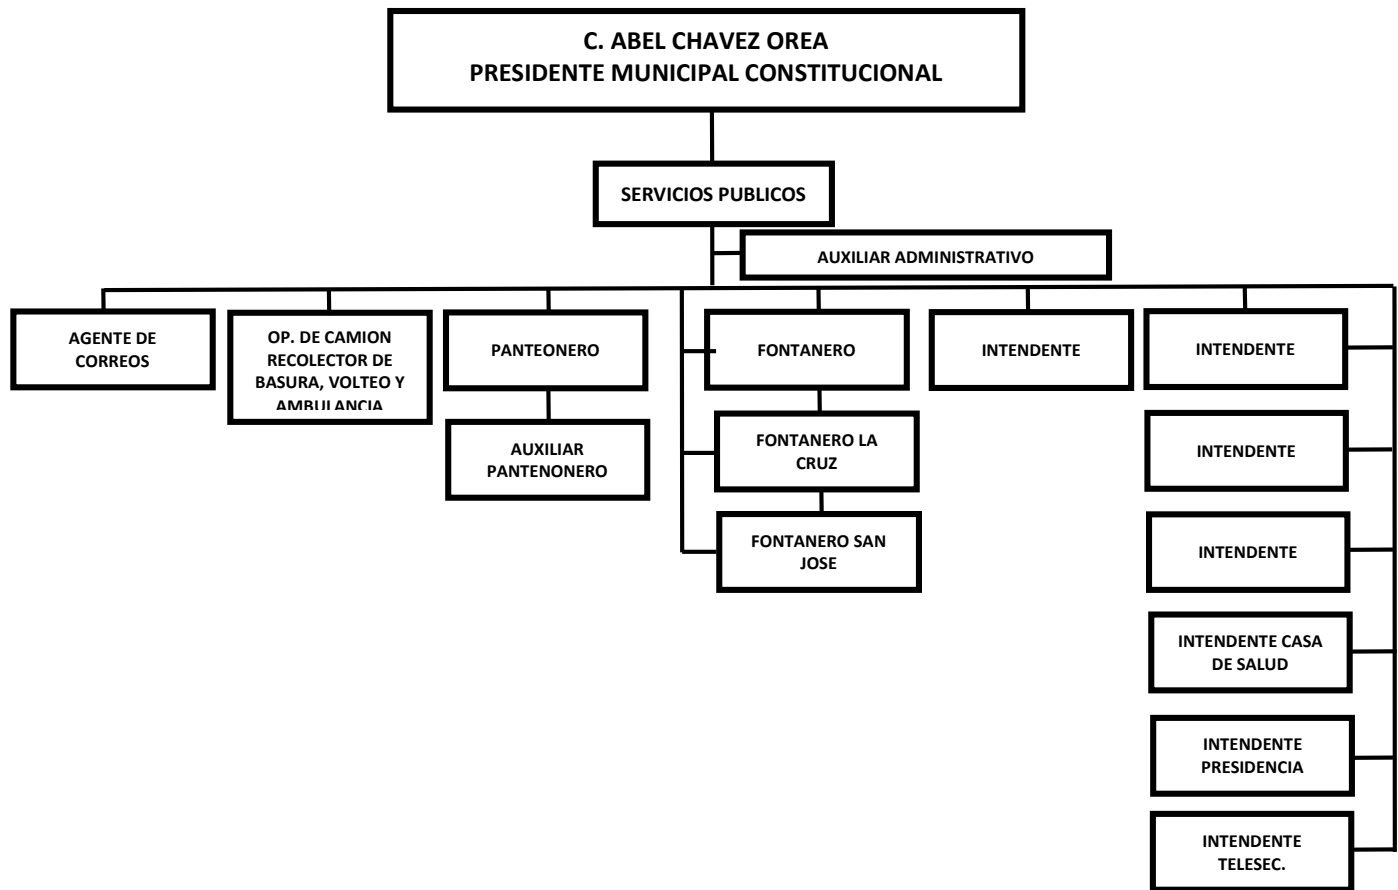 C. ABEL CHAVEZ OREA
PRESIDENTE MUNICIPAL CONSTITUCIONAL
SERVICIOS PUBLICOS
AUXILIAR ADMINISTRATIVO
AGENTE DE
CORREOS
OP. DE CAMION
RECOLECTOR DE
BASURA, VOLTEO Y
AMBULANCIA
PANTEONERO
FONTANERO
INTENDENTE
INTENDENTE
AUXILIAR
PANTENONERO
FONTANERO LA
CRUZ
INTENDENTE
FONTANERO SAN
JOSE
INTENDENTE
INTENDENTE CASA
DE SALUD
INTENDENTE
PRESIDENCIA
INTENDENTE
TELESEC.